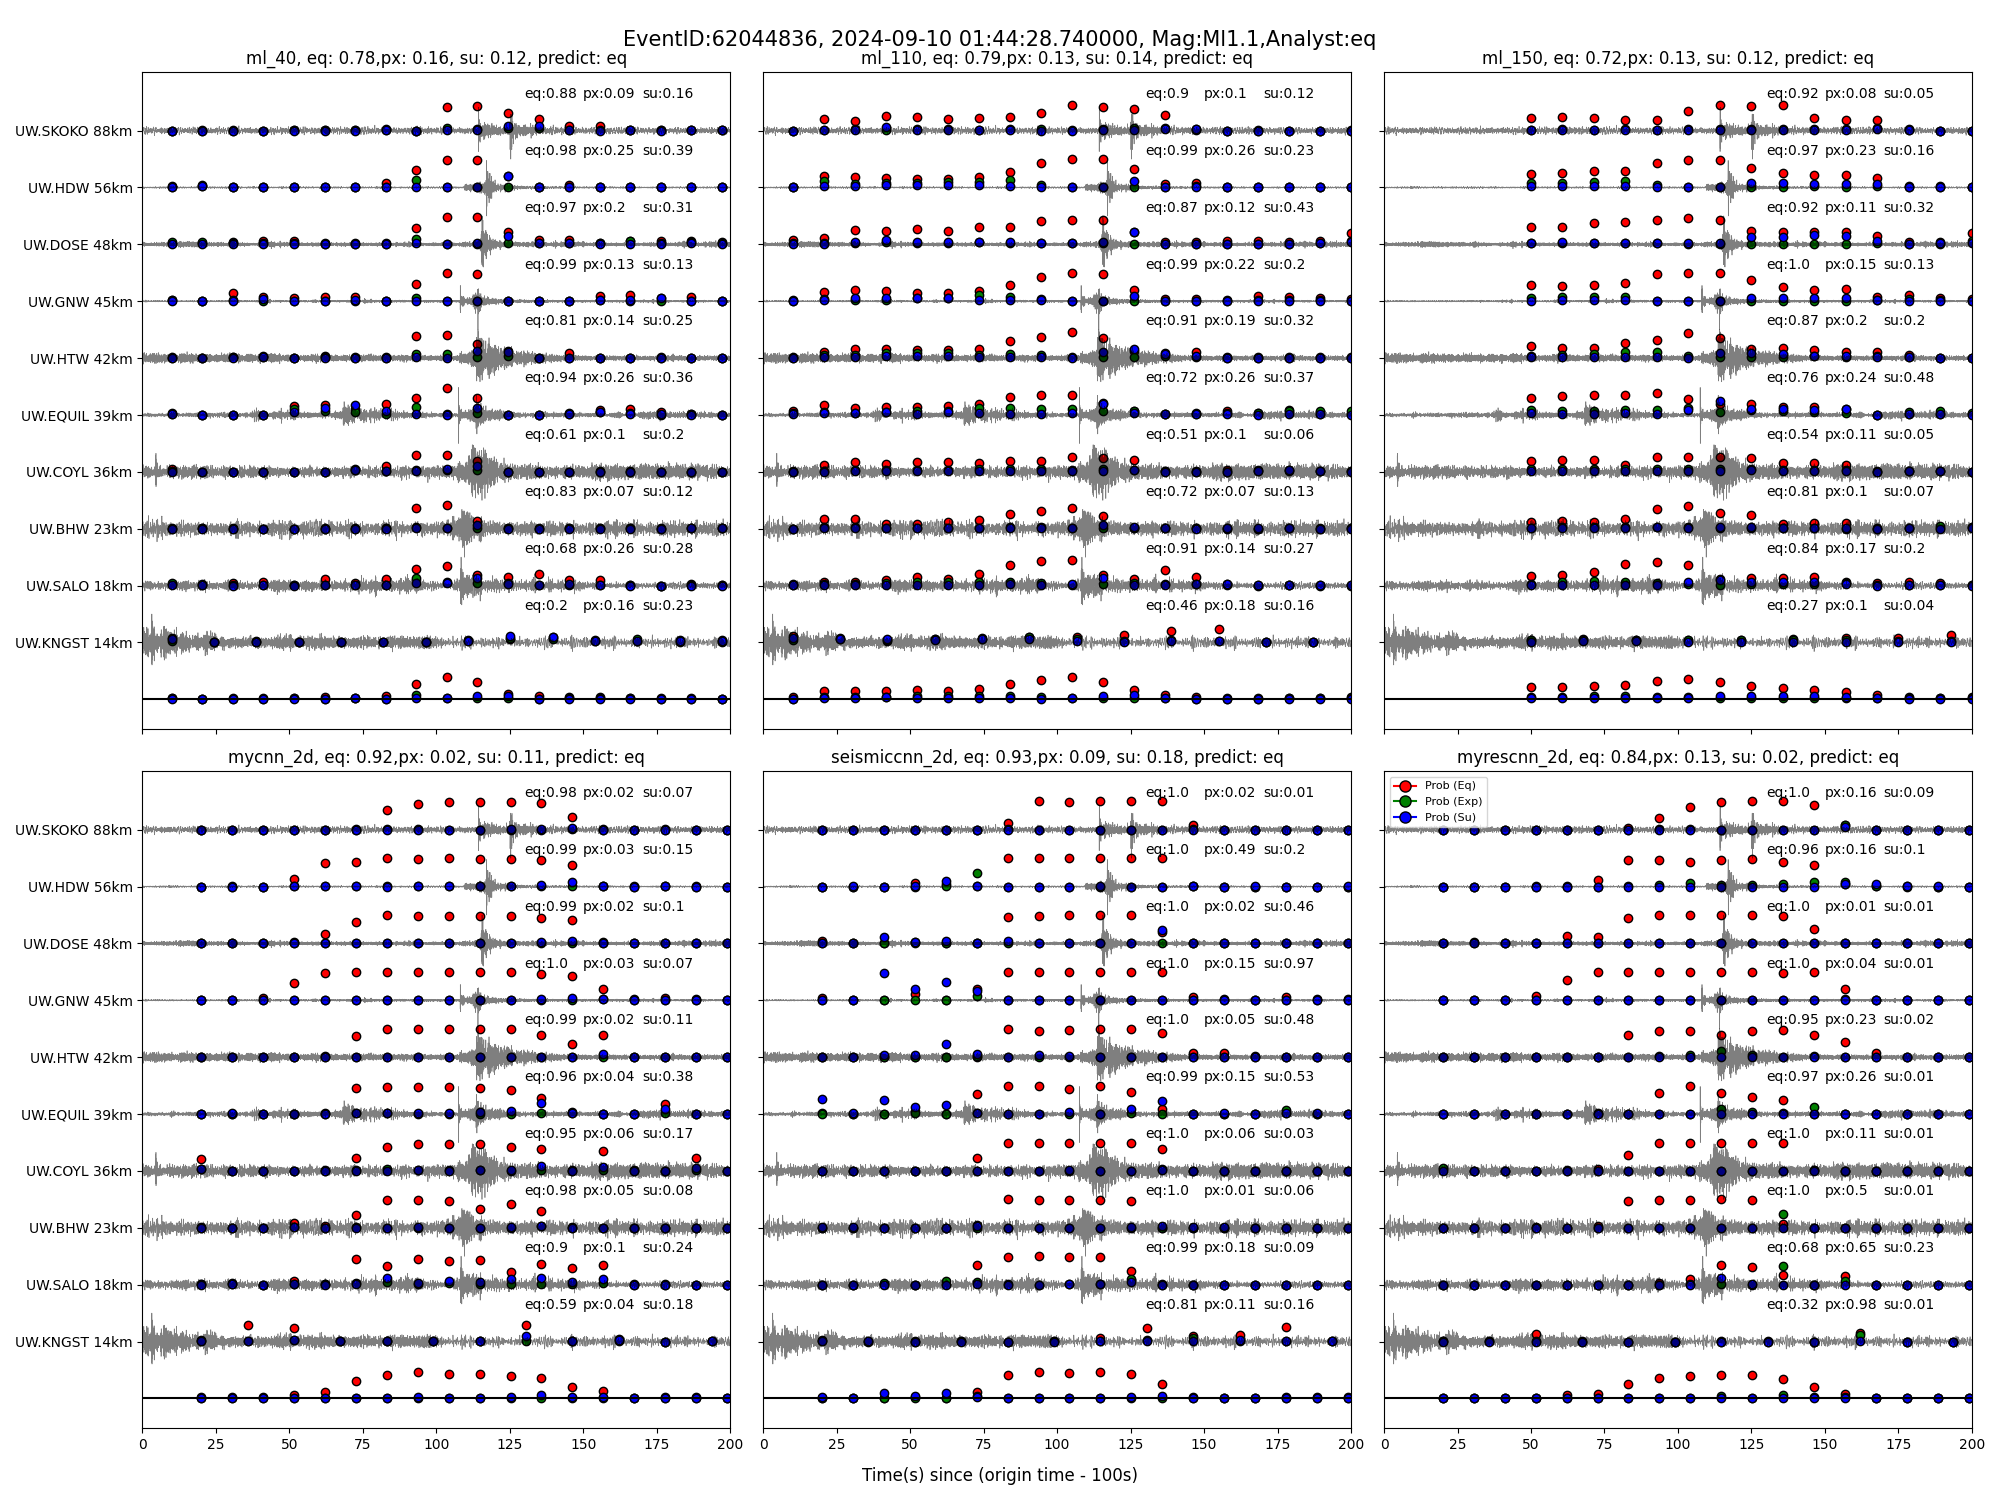 EventID:62044836, 2024-09-10 01:44:28.740000, Mag:Ml1.1,Analyst:eq
ml_40, eq: 0.78,px: 0.16, su: 0.12, predict: eq
UW.SKOKO 88km eq:0.88 px:0.09 su:0.16
UW.HDW 56km eq:0.98 px:0.25 su:0.39
UW.DOSE 48km eq:0.97 px:0.2 su:0.31
UW.GNW 45km eq:0.99 px:0.13 su:0.13
UW.HTW 42km eq:0.81 px:0.14 su:0.25
UW.EQUIL 39km eq:0.94 px:0.26 su:0.36
UW.COYL 36km eq:0.61 px:0.1 su:0.2
UW.BHW 23km eq:0.83 px:0.07 su:0.12
UW.SALO 18km eq:0.68 px:0.26 su:0.28
UW.KNGST 14km eq:0.2 px:0.16 su:0.23
ml_110, eq: 0.79,px: 0.13, su: 0.14, predict: eq
eq:0.9 px:0.1 su:0.12
eq:0.99 px:0.26 su:0.23
eq:0.87 px:0.12 su:0.43
eq:0.99 px:0.22 su:0.2
eq:0.91 px:0.19 su:0.32
eq:0.72 px:0.26 su:0.37
eq:0.51 px:0.1 su:0.06
eq:0.72 px:0.07 su:0.13
eq:0.91 px:0.14 su:0.27
eq:0.46 px:0.18 su:0.16
ml_150, eq: 0.72,px: 0.13, su: 0.12, predict: eq
eq:0.92 px:0.08 su:0.05
eq:0.97 px:0.23 su:0.16
eq:0.92 px:0.11 su:0.32
eq:1.0 px:0.15 su:0.13
eq:0.87 px:0.2 su:0.2
eq:0.76 px:0.24 su:0.48
eq:0.54 px:0.11 su:0.05
eq:0.81 px:0.1 su:0.07
eq:0.84 px:0.17 su:0.2
eq:0.27 px:0.1 su:0.04
mycnn_2d, eq: 0.92,px: 0.02, su: 0.11, predict: eq
UW.SKOKO 88km eq:0.98 px:0.02 su:0.07
UW.HDW 56km eq:0.99 px:0.03 su:0.15
UW.DOSE 48km eq:0.99 px:0.02 su:0.1
UW.GNW 45km eq:1.0 px:0.03 su:0.07
UW.HTW 42km eq:0.99 px:0.02 su:0.11
UW.EQUIL 39km eq:0.96 px:0.04 su:0.38
UW.COYL 36km eq:0.95 px:0.06 su:0.17
UW.BHW 23km eq:0.98 px:0.05 su:0.08
UW.SALO 18km eq:0.9 px:0.1 su:0.24
UW.KNGST 14km eq:0.59 px:0.04 su:0.18
0 25 50 75 100 125 150 175 200
seismiccnn_2d, eq: 0.93,px: 0.09, su: 0.18, predict: eq
eq:1.0 px:0.02 su:0.01
eq:1.0 px:0.49 su:0.2
eq:1.0 px:0.02 su:0.46
eq:1.0 px:0.15 su:0.97
eq:1.0 px:0.05 su:0.48
eq:0.99 px:0.15 su:0.53
eq:1.0 px:0.06 su:0.03
eq:1.0 px:0.01 su:0.06
eq:0.99 px:0.18 su:0.09
eq:0.81 px:0.11 su:0.16
0 25 50 75 100 125 150 175 200
myrescnn_2d, eq: 0.84,px: 0.13, su: 0.02, predict: eq
Prob (Eq)
Prob (Exp)
Prob (Su)
eq:1.0 px:0.16 su:0.09
eq:0.96 px:0.16 su:0.1
eq:1.0 px:0.01 su:0.01
eq:1.0 px:0.04 su:0.01
eq:0.95 px:0.23 su:0.02
eq:0.97 px:0.26 su:0.01
eq:1.0 px:0.11 su:0.01
eq:1.0 px:0.5 su:0.01
eq:0.68 px:0.65 su:0.23
eq:0.32 px:0.98 su:0.01
0 25 50 75 100 125 150 175 200
Time(s) since (origin time - 100s)